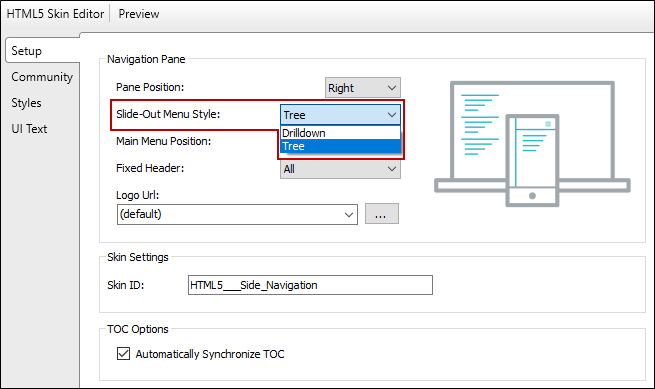 HTML5 Skin Editor Preview
Setup
Community
Styles
UI Text
Navigation Pane
Pane Position: Right
Slide-Out Menu Style: Tree
Drilldown
Main Menu Position: Tree
Fixed Header: All
Logo Url:
(default) ...
Skin Settings
Skin ID: HTML5___Side_Navigation
TOC Options
Automatically Synchronize TOC